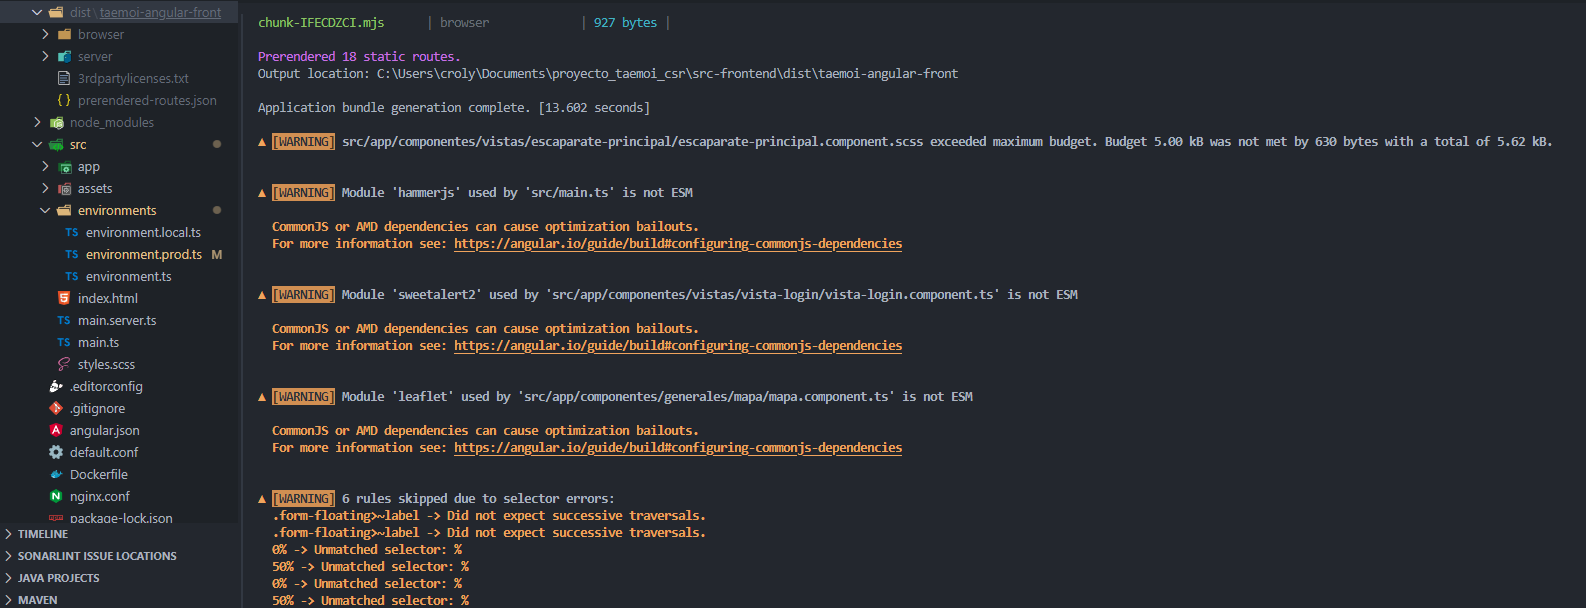 dist\taemoi-angular-front
browser
server
3rdpartylicenses.txt
{ } prerendered-routes.json
node_modules
src
app
assets
environments
TS environment.local.ts
TS environment.prod.ts M
TS environment.ts
index.html
TS main.server.ts
TS main.ts
styles.scss
.editorconfig
.gitignore
angular.json
default.conf
Dockerfile
nginx.conf
package-lock.json
TIMELINE
SONARLINT ISSUE LOCATIONS
JAVA PROJECTS
MAVEN
chunk-IFECDZCI.mjs | browser | 927 bytes |
Prerendered 18 static routes.
Output location: C:\Users\croly\Documents\proyecto_taemoi_csr\src-frontend\dist\taemoi-angular-front
Application bundle generation complete. [13.602 seconds]
▲ [WARNING] src/app/componentes/vistas/escaparate-principal/escaparate-principal.component.scss exceeded maximum budget. Budget 5.00 kB was not met by 630 bytes with a total of 5.62 kB.
▲ [WARNING] Module 'hammerjs' used by 'src/main.ts' is not ESM
CommonJS or AMD dependencies can cause optimization bailouts.
For more information see: https://angular.io/guide/build#configuring-commonjs-dependencies
▲ [WARNING] Module 'sweetalert2' used by 'src/app/componentes/vistas/vista-login/vista-login.component.ts' is not ESM
CommonJS or AMD dependencies can cause optimization bailouts.
For more information see: https://angular.io/guide/build#configuring-commonjs-dependencies
▲ [WARNING] Module 'leaflet' used by 'src/app/componentes/generales/mapa/mapa.component.ts' is not ESM
CommonJS or AMD dependencies can cause optimization bailouts.
For more information see: https://angular.io/guide/build#configuring-commonjs-dependencies
▲ [WARNING] 6 rules skipped due to selector errors:
.form-floating>~label -> Did not expect successive traversals.
.form-floating>~label -> Did not expect successive traversals.
0% -> Unmatched selector: %
50% -> Unmatched selector: %
0% -> Unmatched selector: %
50% -> Unmatched selector: %